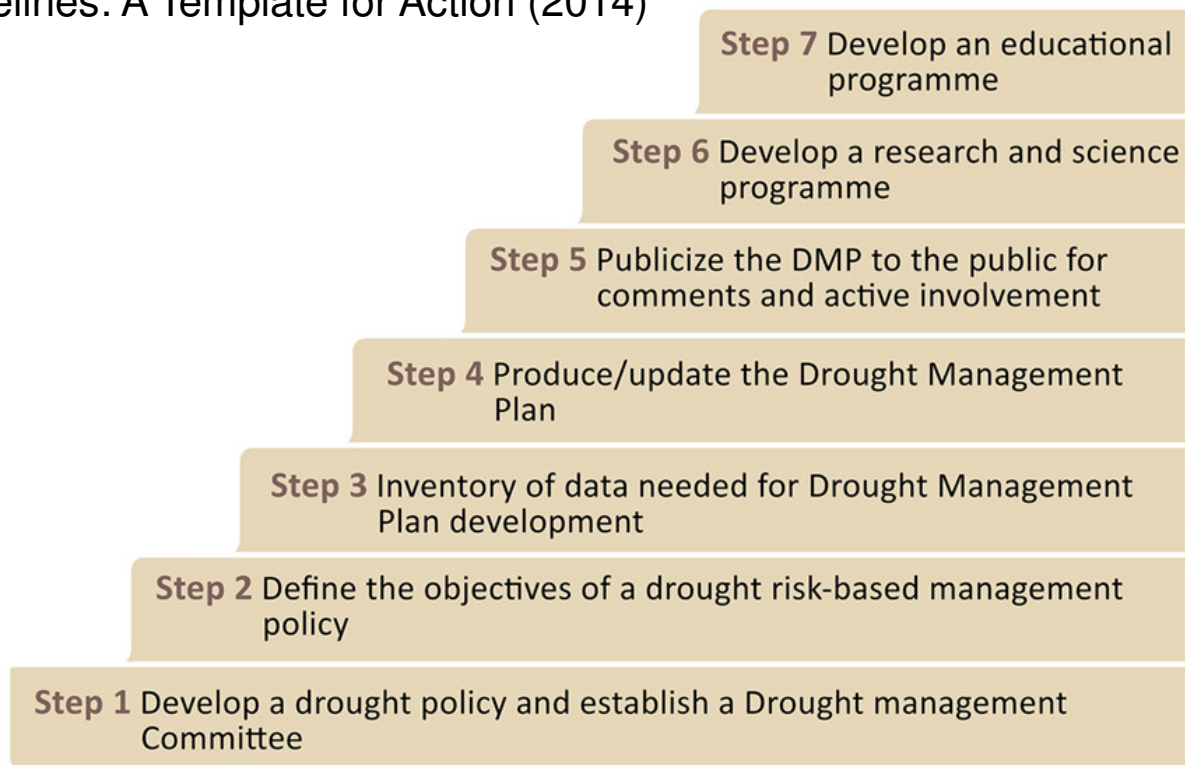 A Template for Action (2014)
Step 7 Develop an educational
programme
Step 6 Develop a research and science
programme
Step 5 Publicize the DMP to the public for
comments and active involvement
Step 4 Produce/update the Drought Management
Plan
Step 3 Inventory of data needed for Drought Management
Plan development
Step 2 Define the objectives of a drought risk-based management
policy
Step 1 Develop a drought policy and establish a Drought management
Committee